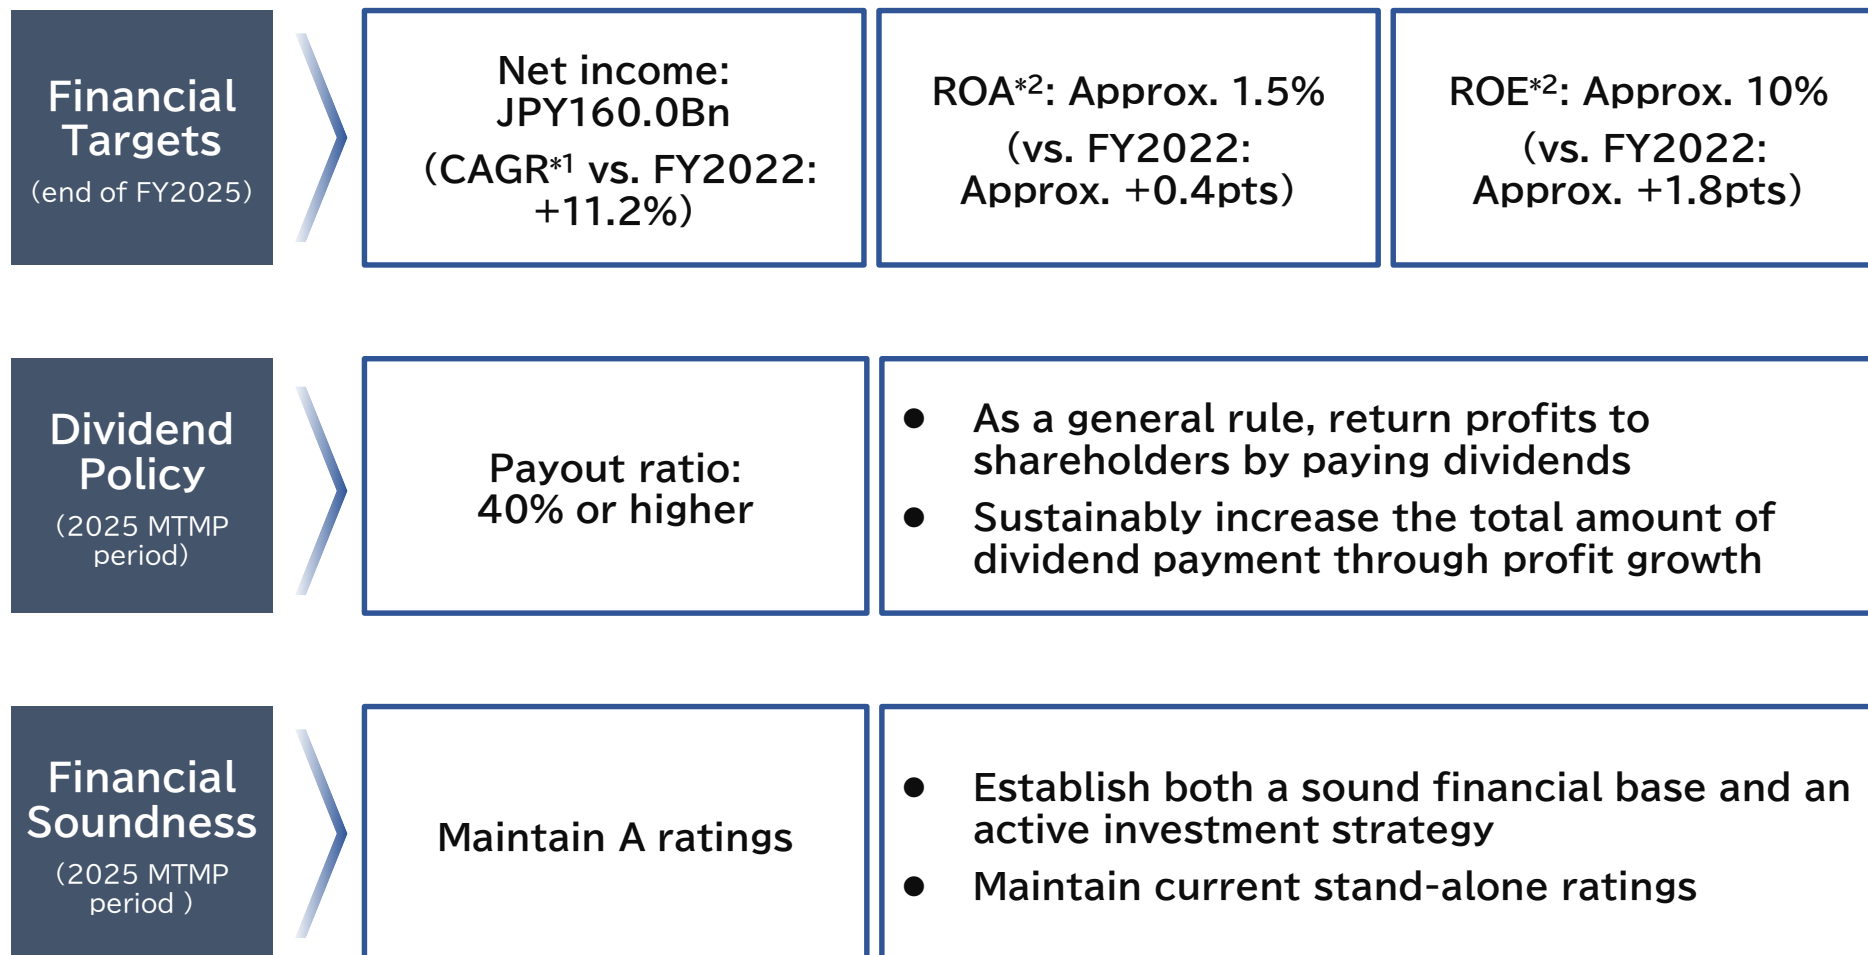 Financial
Targets
(end of FY2025)
Net income:
JPY160.0Bn
(CAGR*1 vs. FY2022:
+11.2%)
ROA*2: Approx. 1.5%
(vs. FY2022:
Approx. +0.4pts)
ROE*2: Approx. 10%
(vs. FY2022:
Approx. +1.8pts)
Dividend
Policy
(2025 MTMP
period)
Payout ratio:
40% or higher
● As a general rule, return profits to
shareholders by paying dividends
● Sustainably increase the total amount of
dividend payment through profit growth
Financial
Soundness
(2025 MTMP
period )
Maintain A ratings
● Establish both a sound financial base and an
active investment strategy
● Maintain current stand-alone ratings